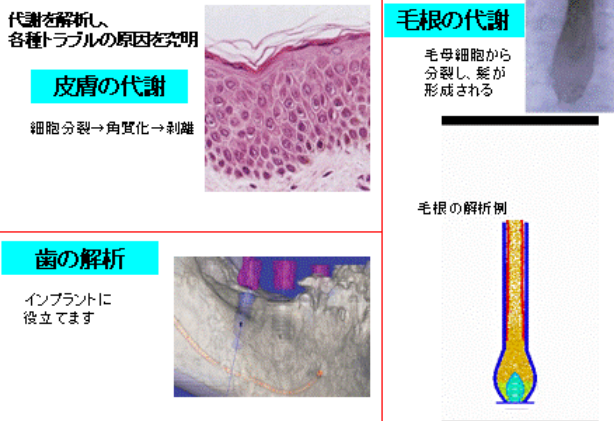 代謝を解析し、
各種トラブルの原因を究明
皮膚の代謝
細胞分裂→角質化→剥離
歯の解析
インプラントに
役立てます
毛根の代謝
毛母細胞から
分裂し、髪が
形成される
毛根の解析例